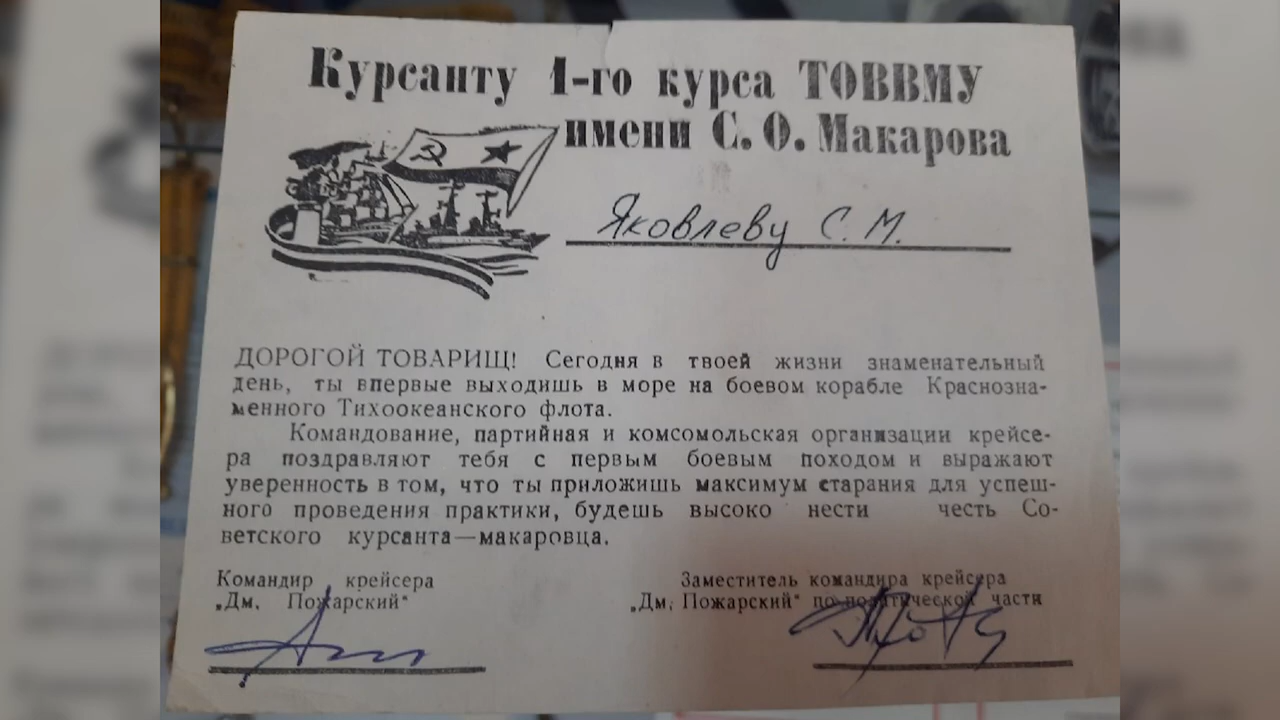 Курсанту 1-го курса ТОВВМУ
имени С. О. Макарова
Яковлеву С. М.
ДОРОГОЙ ТОВАРИЩ! Сегодня в твоей жизни знаменательный
день, ты впервые выходишь в море на боевом корабле Краснозна-
менного Тихоокеанского флота.
Командование, партийная и комсомольская организации крейсе-
ра поздравляют тебя с первым боевым походом и выражают
уверенность в том, что ты приложишь максимум старания для успеш-
ного проведения практики, будешь высоко нести честь Со-
ветского курсанта—макаровца.
Командир крейсера
„Дм. Пожарский“
Заместитель командира крейсера
„Дм. Пожарский“ по политической части